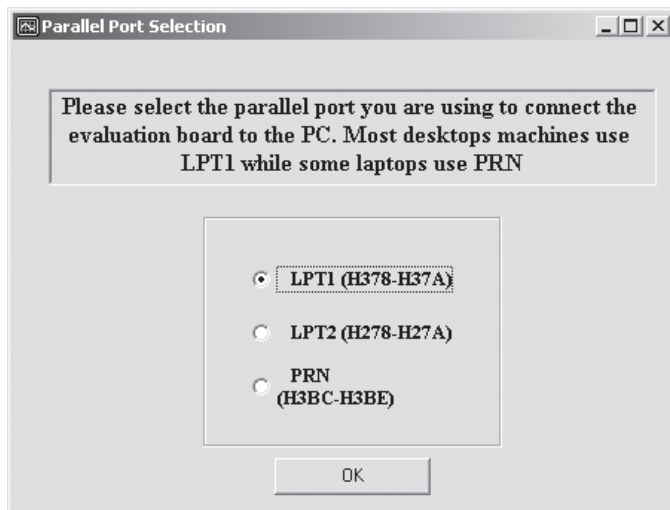 Parallel Port Selection
Please select the parallel port you are using to connect the
evaluation board to the PC. Most desktops machines use
LPT1 while some laptops use PRN
LPT1 (H378-H37A)
LPT2 (H278-H27A)
PRN
(H3BC-H3BE)
OK